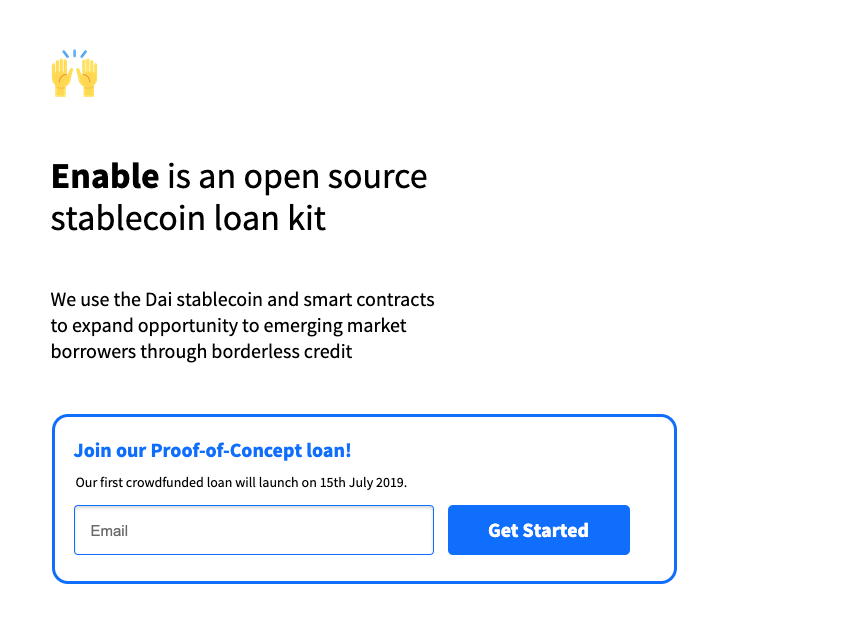 Enable is an open source
stablecoin loan kit
We use the Dai stablecoin and smart contracts
to expand opportunity to emerging market
borrowers through borderless credit
Join our Proof-of-Concept loan!
Our first crowdfunded loan will launch on 15th July 2019.
Email
Get Started